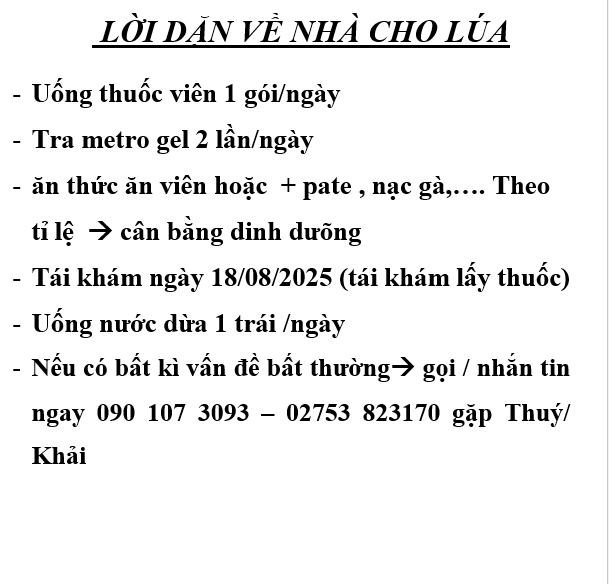 LỜI DẶN VỀ NHÀ CHO LÚA
- Uống thuốc viên 1 gói/ngày
- Tra metro gel 2 lần/ngày
- ăn thức ăn viên hoặc + pate , nạc gà,…. Theo
tỉ lệ → cân bằng dinh dưõng
- Tái khám ngày 18/08/2025 (tái khám lấy thuốc)
- Uống nước dừa 1 trái /ngày
- Nếu có bất kì vấn đề bất thường→ gọi / nhắn tin
ngay 090 107 3093 – 02753 823170 gặp Thuý/
Khải